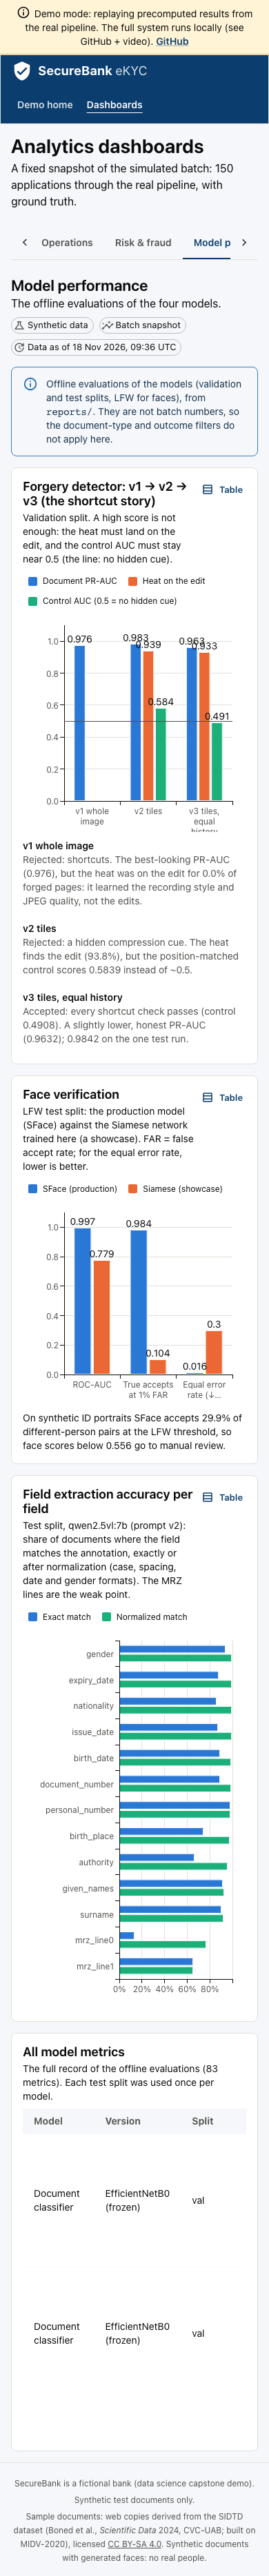 Demo mode: replaying precomputed results from
the real pipeline. The full system runs locally (see
GitHub + video). GitHub
SecureBank eKYC
Demo home
Dashboards
Analytics dashboards
A fixed snapshot of the simulated batch: 150
applications through the real pipeline, with
ground truth.
Operations
Risk & fraud
Model p
Model performance
The offline evaluations of the four models.
Synthetic data
Batch snapshot
Data as of 18 Nov 2026, 09:36 UTC
Offline evaluations of the models (validation
and test splits, LFW for faces), from
reports/. They are not batch numbers, so
the document-type and outcome filters do
not apply here.
Forgery detector: v1 → v2 →
v3 (the shortcut story)
Table
Validation split. A high score is not
enough: the heat must land on the
edit, and the control AUC must stay
near 0.5 (the line: no hidden cue).
Document PR-AUC
Heat on the edit
Control AUC (0.5 = no hidden cue)
1.0
0.8
0.6
0.4
0.2
0.0
0.976
0.983
0.939
0.584
0.963
0.933
0.491
v1 whole
image
v2 tiles
v3 tiles,
equal
history
v1 whole image
Rejected: shortcuts. The best-looking PR-AUC
(0.976), but the heat was on the edit for 0.0% of
forged pages: it learned the recording style and
JPEG quality, not the edits.
v2 tiles
Rejected: a hidden compression cue. The heat
finds the edit (93.8%), but the position-matched
control scores 0.5839 instead of ~0.5.
v3 tiles, equal history
Accepted: every shortcut check passes (control
0.4908). A slightly lower, honest PR-AUC
(0.9632); 0.9842 on the one test run.
Face verification
Table
LFW test split: the production model
(SFace) against the Siamese network
trained here (a showcase). FAR = false
accept rate; for the equal error rate,
lower is better.
SFace (production)
Siamese (showcase)
1.0
0.8
0.6
0.4
0.2
0.0
0.997
0.779
0.984
0.104
0.016
0.3
ROC-AUC
True accepts
at 1% FAR
Equal error
rate (↓...
On synthetic ID portraits SFace accepts 29.9% of
different-person pairs at the LFW threshold, so
face scores below 0.556 go to manual review.
Field extraction accuracy per
field
Table
Test split, qwen2.5vl:7b (prompt v2):
share of documents where the field
matches the annotation, exactly or
after normalization (case, spacing,
date and gender formats). The MRZ
lines are the weak point.
Exact match
Normalized match
gender
expiry_date
nationality
issue_date
birth_date
document_number
personal_number
birth_place
authority
given_names
surname
mrz_line0
mrz_line1
0%
20%
40%
60%
80%
All model metrics
The full record of the offline evaluations (83
metrics). Each test split was used once per
model.
Model
Version
Split
Document
classifier
EfficientNetB0
(frozen)
val
Document
classifier
EfficientNetB0
(frozen)
val
SecureBank is a fictional bank (data science capstone demo).
Synthetic test documents only.
Sample documents: web copies derived from the SIDTD
dataset (Boned et al., Scientific Data 2024, CVC-UAB; built on
MIDV-2020), licensed CC BY-SA 4.0. Synthetic documents
with generated faces: no real people.